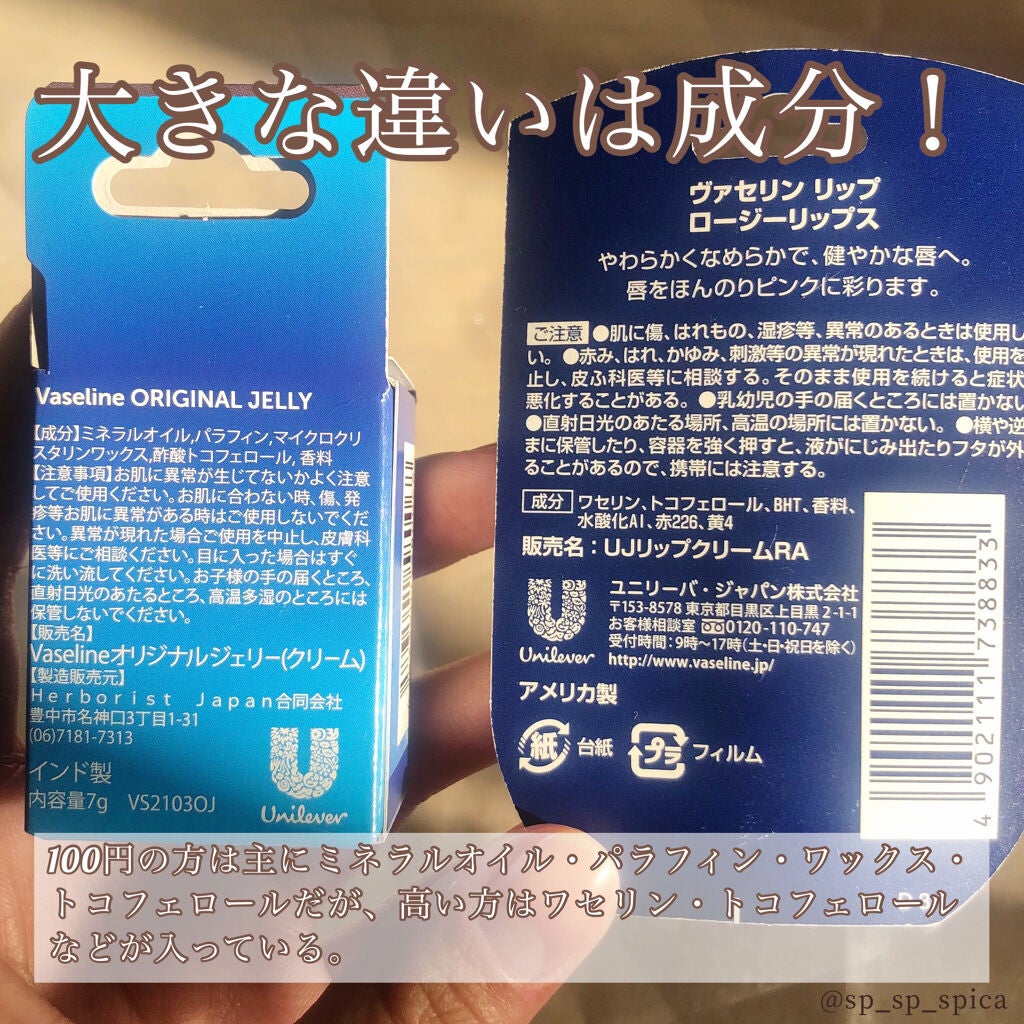 大きな違いは成分！
Vaseline ORIGINAL JELLY
【成分】ミネラルオイル,パラフィン,マイクロクリ
スタリンワックス,酢酸トコフェロール, 香料
【注意事項】お肌に異常が生じてないかよく注意
してご使用ください。お肌に合わない時、傷、発
疹等お肌に異常がある時はご使用しないでくだ
さい。異常が現れた場合ご使用を中止し、皮膚科
医等にご相談ください。目に入った場合はすぐ
に洗い流してください。お子様の手の届くところ、
直射日光のあたるところ、高温多湿のところには
保管しないでください。
【販売名】
Vaselineオリジナルジェリー(クリーム)
【製造販売元】
Herborist Japan合同会社
豊中市名神口3丁目1-31
(06)7181-7313
インド製
内容量7g VS2103OJ
Unilever
ヴァセリン リップ
ロージーリップス
やわらかくなめらかで、健やかな唇へ。
唇をほんのりピンクに彩ります。
ご注意 ●肌に傷、はれもの、湿疹等、異常のあるときは使用し
い。●赤み、はれ、かゆみ、刺激等の異常が現れたときは、使用を
止し、皮ふ科医等に相談する。そのまま使用を続けると症状
悪化することがある。●乳幼児の手の届くところには置かない
●直射日光のあたる場所、高温の場所には置かない。●横や逆
まに保管したり、容器を強く押すと、液がにじみ出たりフタが外
ることがあるので、携帯には注意する。
成分 ワセリン、トコフェロール、BHT、香料、
水酸化Al、赤226、黄4
販売名：UJリップクリームRA
ユニリーバ・ジャパン株式会社
〒153-8578 東京都目黒区上目黒2-1-1
お客様相談室 0120-110-747
受付時間：9時〜17時(土・日・祝日を除く)
http://www.vaseline.jp/
Unilever
アメリカ製
紙 台紙 プラ フィルム
4902111738833
100円の方は主にミネラルオイル・パラフィン・ワックス・
トコフェロールだが、高い方はワセリン・トコフェロール
などが入っている。
@sp_sp_spica